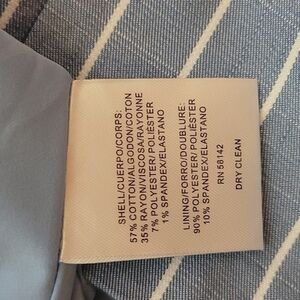 SHELL/CUERPO/CORPS:
57% COTTON/ALGODON/COTON
35% RAYON/VISCOSA/RAYONNE
7% POLYESTER/POLIÉSTER
1% SPANDEX/ELASTANO
LINING/FORRO/DOUBLURE:
90% POLYESTER/POLIÉSTER
10% SPANDEX/ELASTANO
RN 58142
DRY CLEAN